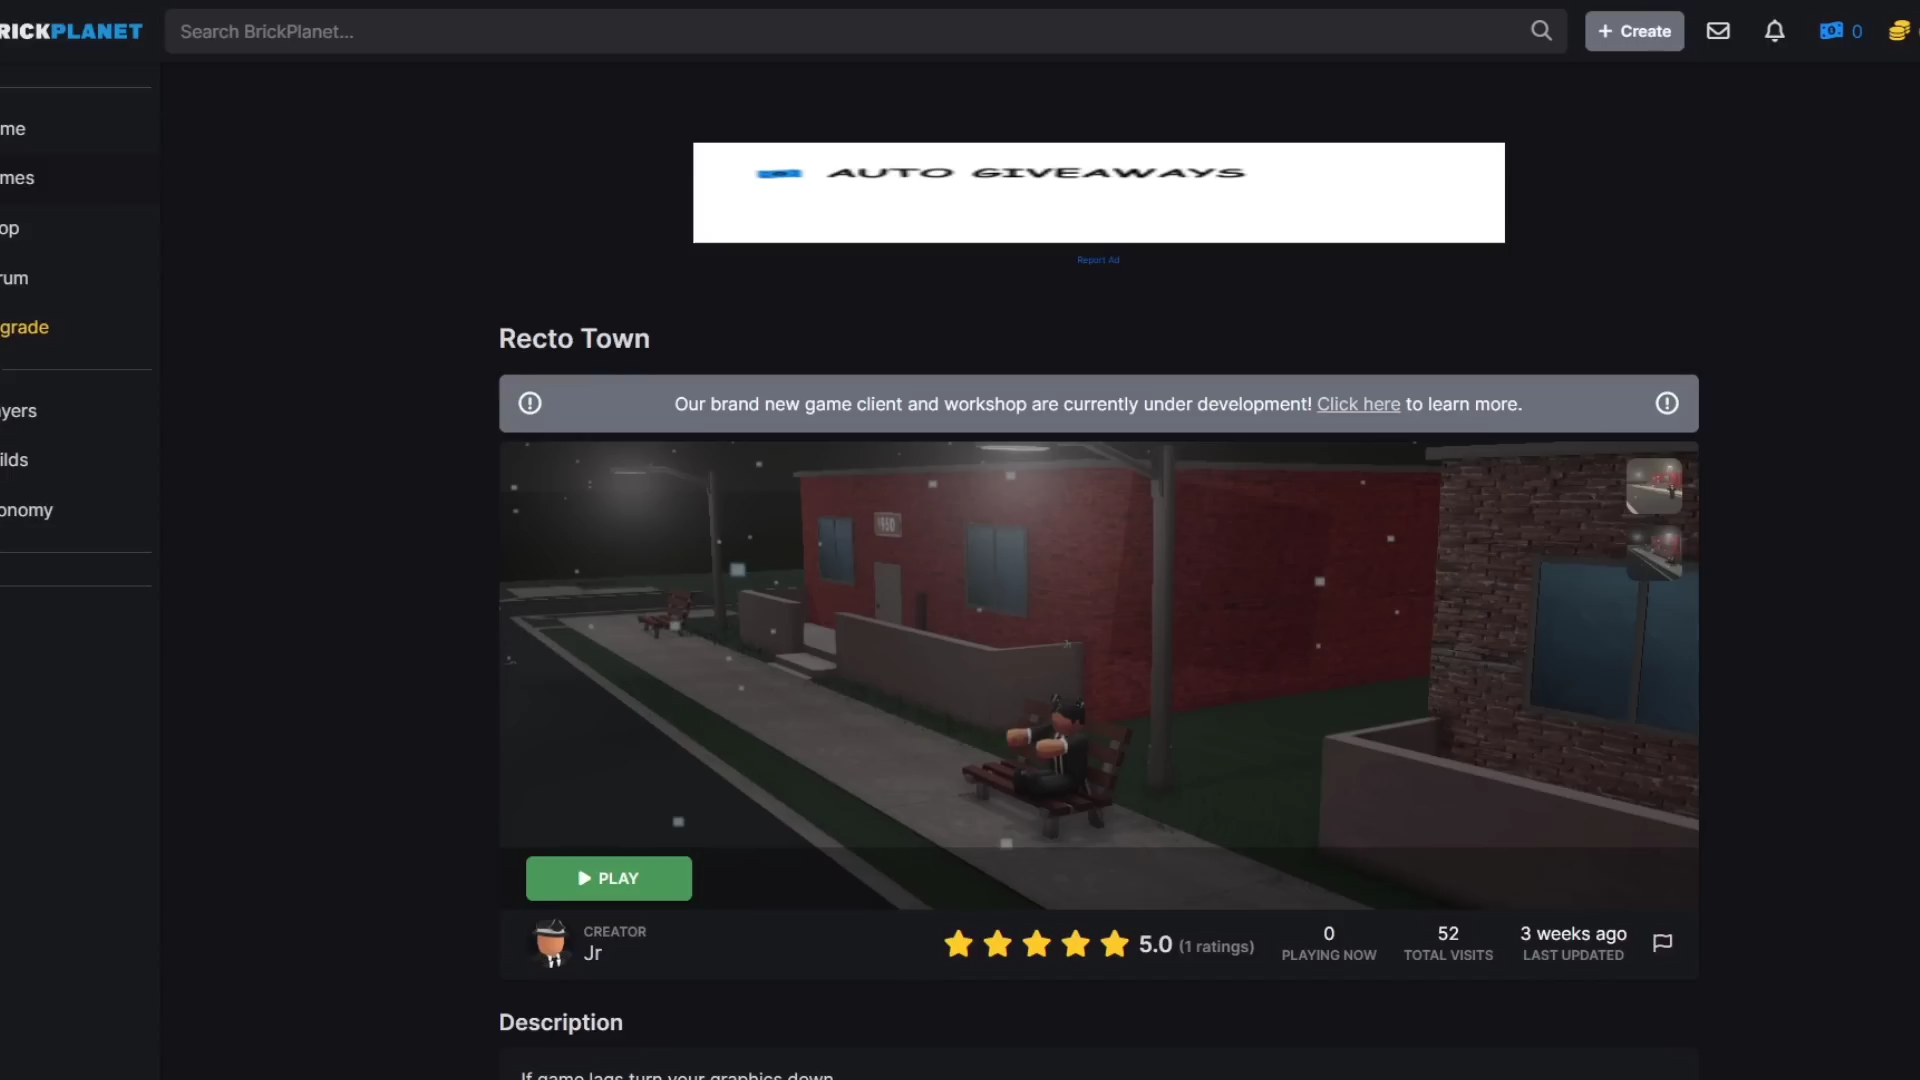 RICKPLANET
Search BrickPlanet...
+ Create
0
me
mes
op
rum
grade
yers
ilds
onomy
AUTO GIVEAWAYS
Report Ad
Recto Town
Our brand new game client and workshop are currently under development! Click here to learn more.
1950
PLAY
CREATOR
Jr
5.0 (1 ratings)
0
PLAYING NOW
52
TOTAL VISITS
3 weeks ago
LAST UPDATED
Description
If game lags turn your graphics down